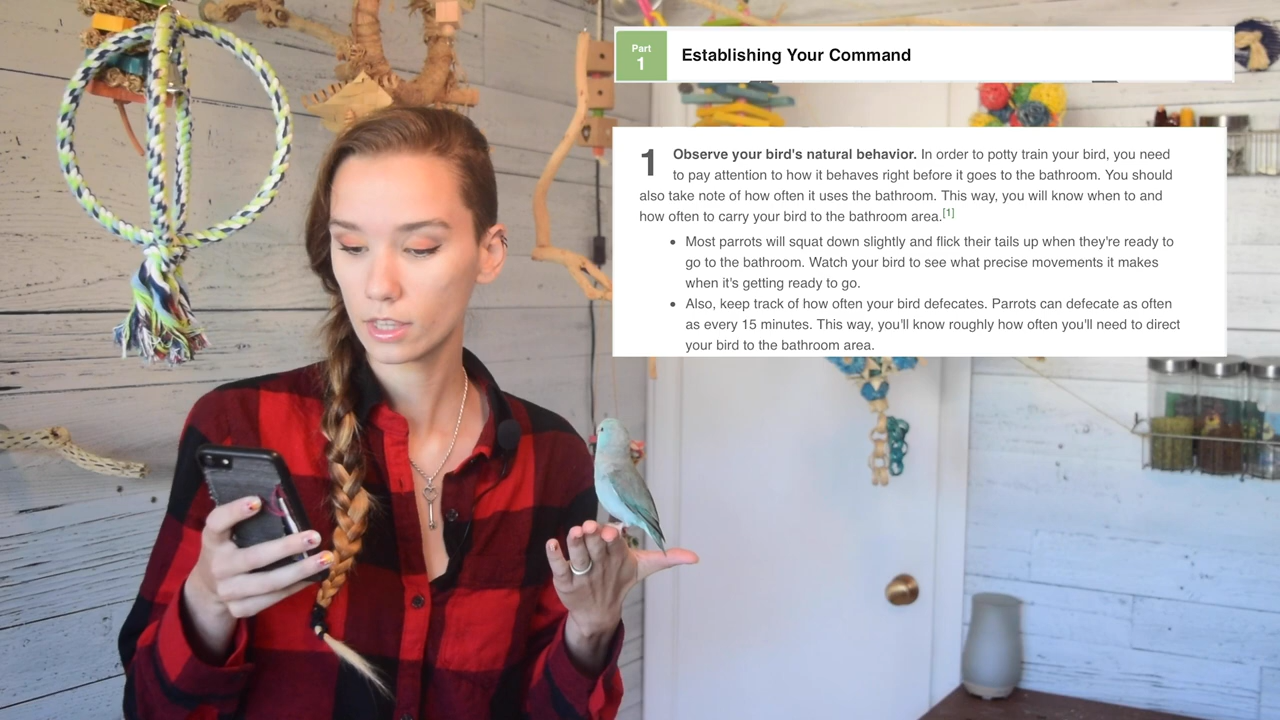 Part
1
Establishing Your Command
1
Observe your bird's natural behavior. In order to potty train your bird, you need
to pay attention to how it behaves right before it goes to the bathroom. You should
also take note of how often it uses the bathroom. This way, you will know when to and
how often to carry your bird to the bathroom area.[1]
• Most parrots will squat down slightly and flick their tails up when they're ready to
go to the bathroom. Watch your bird to see what precise movements it makes
when it's getting ready to go.
• Also, keep track of how often your bird defecates. Parrots can defecate as often
as every 15 minutes. This way, you'll know roughly how often you'll need to direct
your bird to the bathroom area.